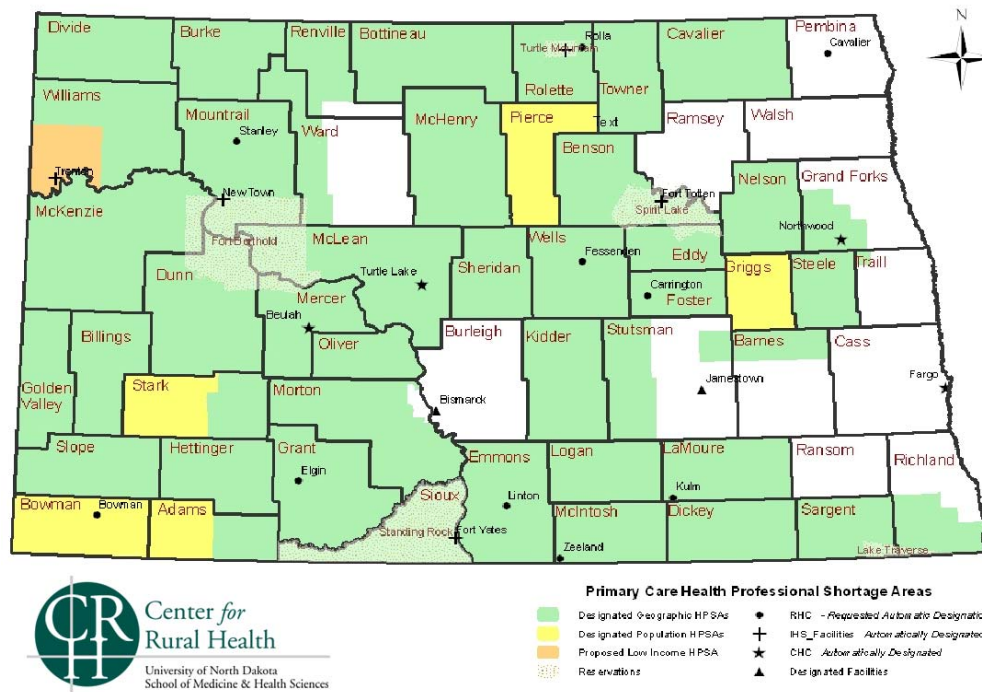 N
Divide
Burke
Renville
Bottineau
Rolla
Turtle Mountain
Rolette
Towner
Cavalier
Pembina
Cavalier
Williams
Mountrail
Stanley
Ward
McHenry
Pierce
Text
Benson
Ramsey
Walsh
Trenton
New Town
Nelson
Grand Forks
Fort Totten
Spirit Lake
Northwood
McKenzie
Fort Berthold
McLean
Wells
Fessenden
Eddy
Dunn
Turtle Lake
Sheridan
Griggs
Steele
Traill
Mercer
Carrington
Foster
Beulah
Billings
Oliver
Burleigh
Kidder
Stutsman
Barnes
Cass
Golden
Valley
Stark
Morton
Bismarck
Jamestown
Fargo
Slope
Hettinger
Grant
Emmons
Logan
LaMoure
Ransom
Richland
Elgin
Bowman
Bowman
Adams
Sioux
Linton
Kulm
Standing Rock
Fort Yates
McIntosh
Dickey
Sargent
Zeeland
Lake Traverse
CRH
Center for
Rural Health
University of North Dakota
School of Medicine & Health Sciences
Primary Care Health Professional Shortage Areas
Designated Geographic HPSAs
Designated Population HPSAs
Proposed Low Income HPSA
Reservations
RHC - Requested Automatic Designatio
IHS_Facilities Automatically Designated
CHC Automatically Designated
Designated Facilities